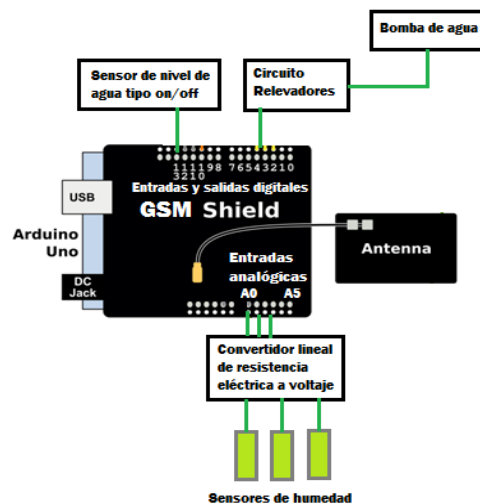 Bomba de agua
Sensor de nivel de
agua tipo on/off
Circuito
Relevadores
1 1 1 1 9 8 7 6 5 4 3 2 1 0
3 2 1 0
Entradas y salidas digitales
USB
GSM Shield
Arduino
Uno
Antenna
Entradas
analógicas
DC
Jack
A0 A5
Convertidor lineal
de resistencia
eléctrica a voltaje
Sensores de humedad